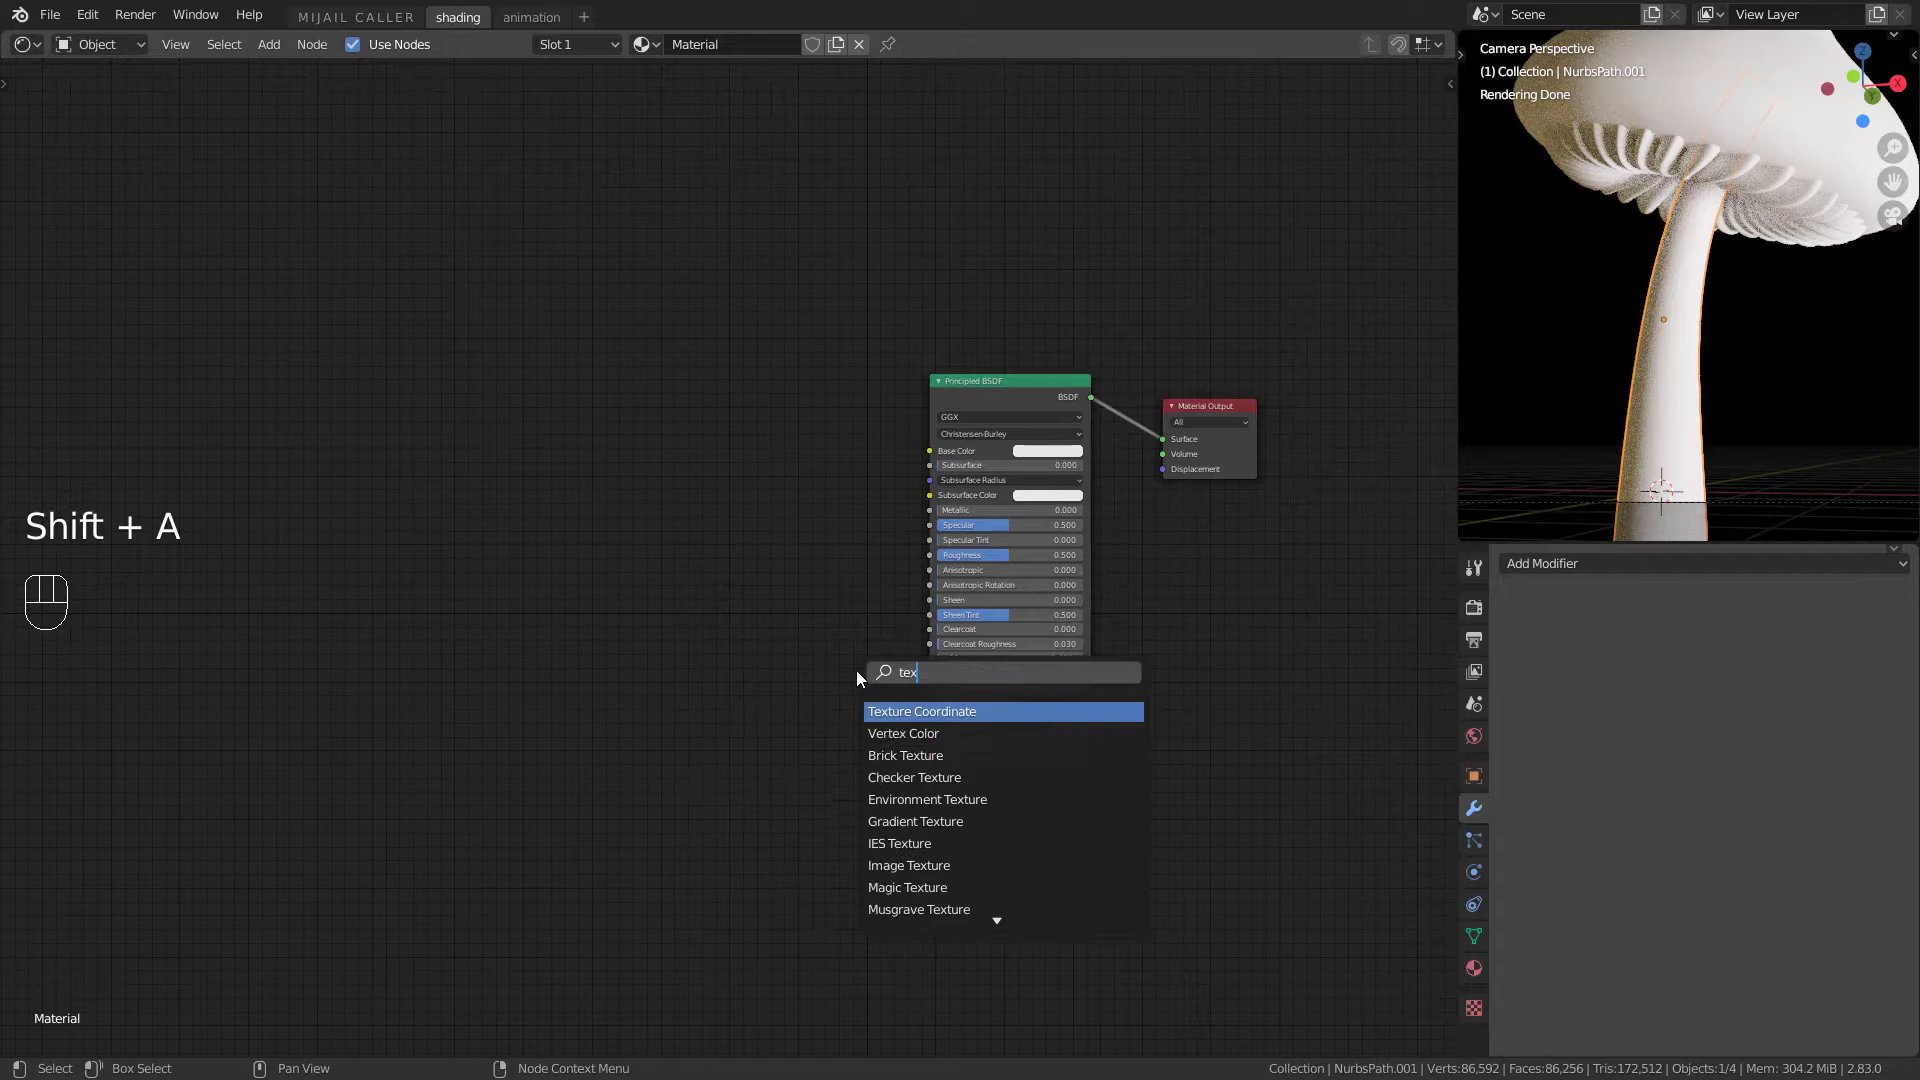 File Edit Render Window Help MIJAIL CALLER shading animation + Scene View Layer
Object View Select Add Node Use Nodes Slot 1 Material
Camera Perspective
(1) Collection | NurbsPath.001
Rendering Done
Z
X
Y
Principled BSDF
BSDF
GGX
Christensen-Burley
Base Color
Subsurface 0.000
Subsurface Radius
Subsurface Color
Metallic 0.000
Specular 0.500
Specular Tint 0.000
Roughness 0.500
Anisotropic 0.000
Anisotropic Rotation 0.000
Sheen 0.000
Sheen Tint 0.500
Clearcoat 0.000
Clearcoat Roughness 0.030
Material Output
All
Surface
Volume
Displacement
Shift + A
tex
Texture Coordinate
Vertex Color
Brick Texture
Checker Texture
Environment Texture
Gradient Texture
IES Texture
Image Texture
Magic Texture
Musgrave Texture
Add Modifier
Material
Select Box Select Pan View Node Context Menu Collection | NurbsPath.001 | Verts:86,592 | Faces:86,256 | Tris:172,512 | Objects:1/4 | Mem: 304.2 MiB | 2.83.0